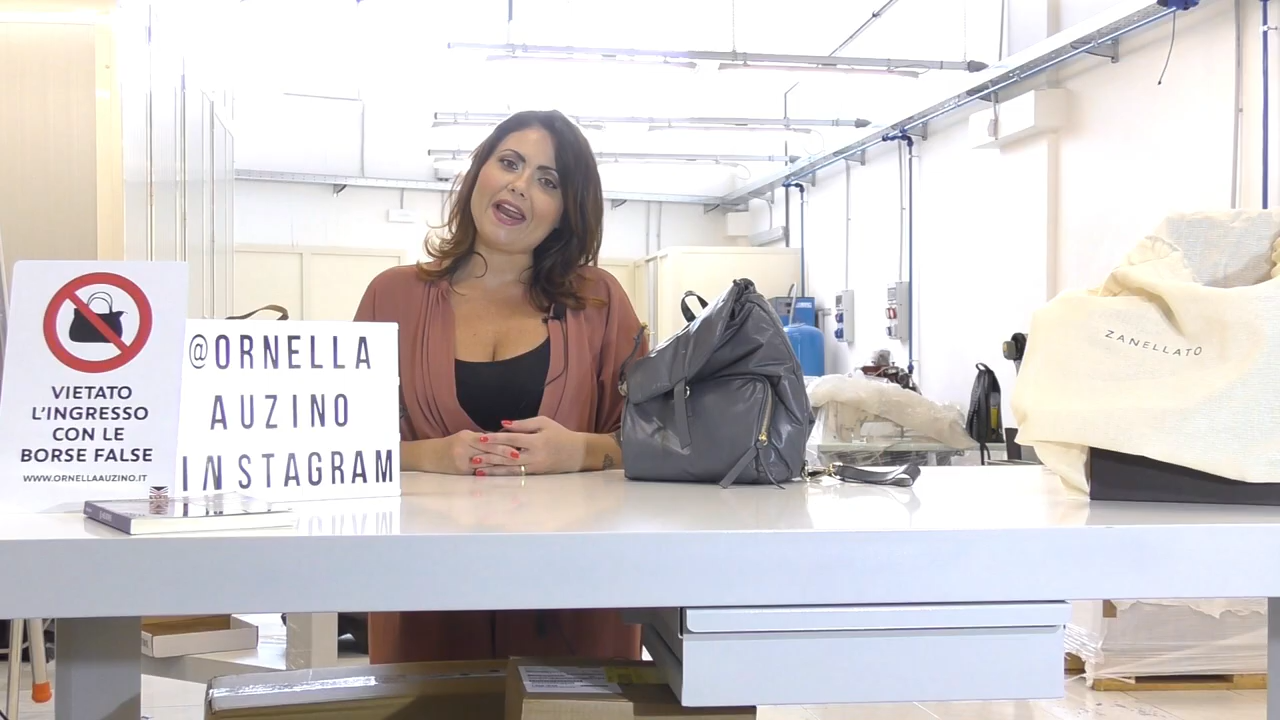 VIETATO
L'INGRESSO
CON LE
BORSE FALSE
WWW.ORNELLAAUZINO.IT
@ORNELLA
AUZINO
INSTAGRAM
ZANELLATO